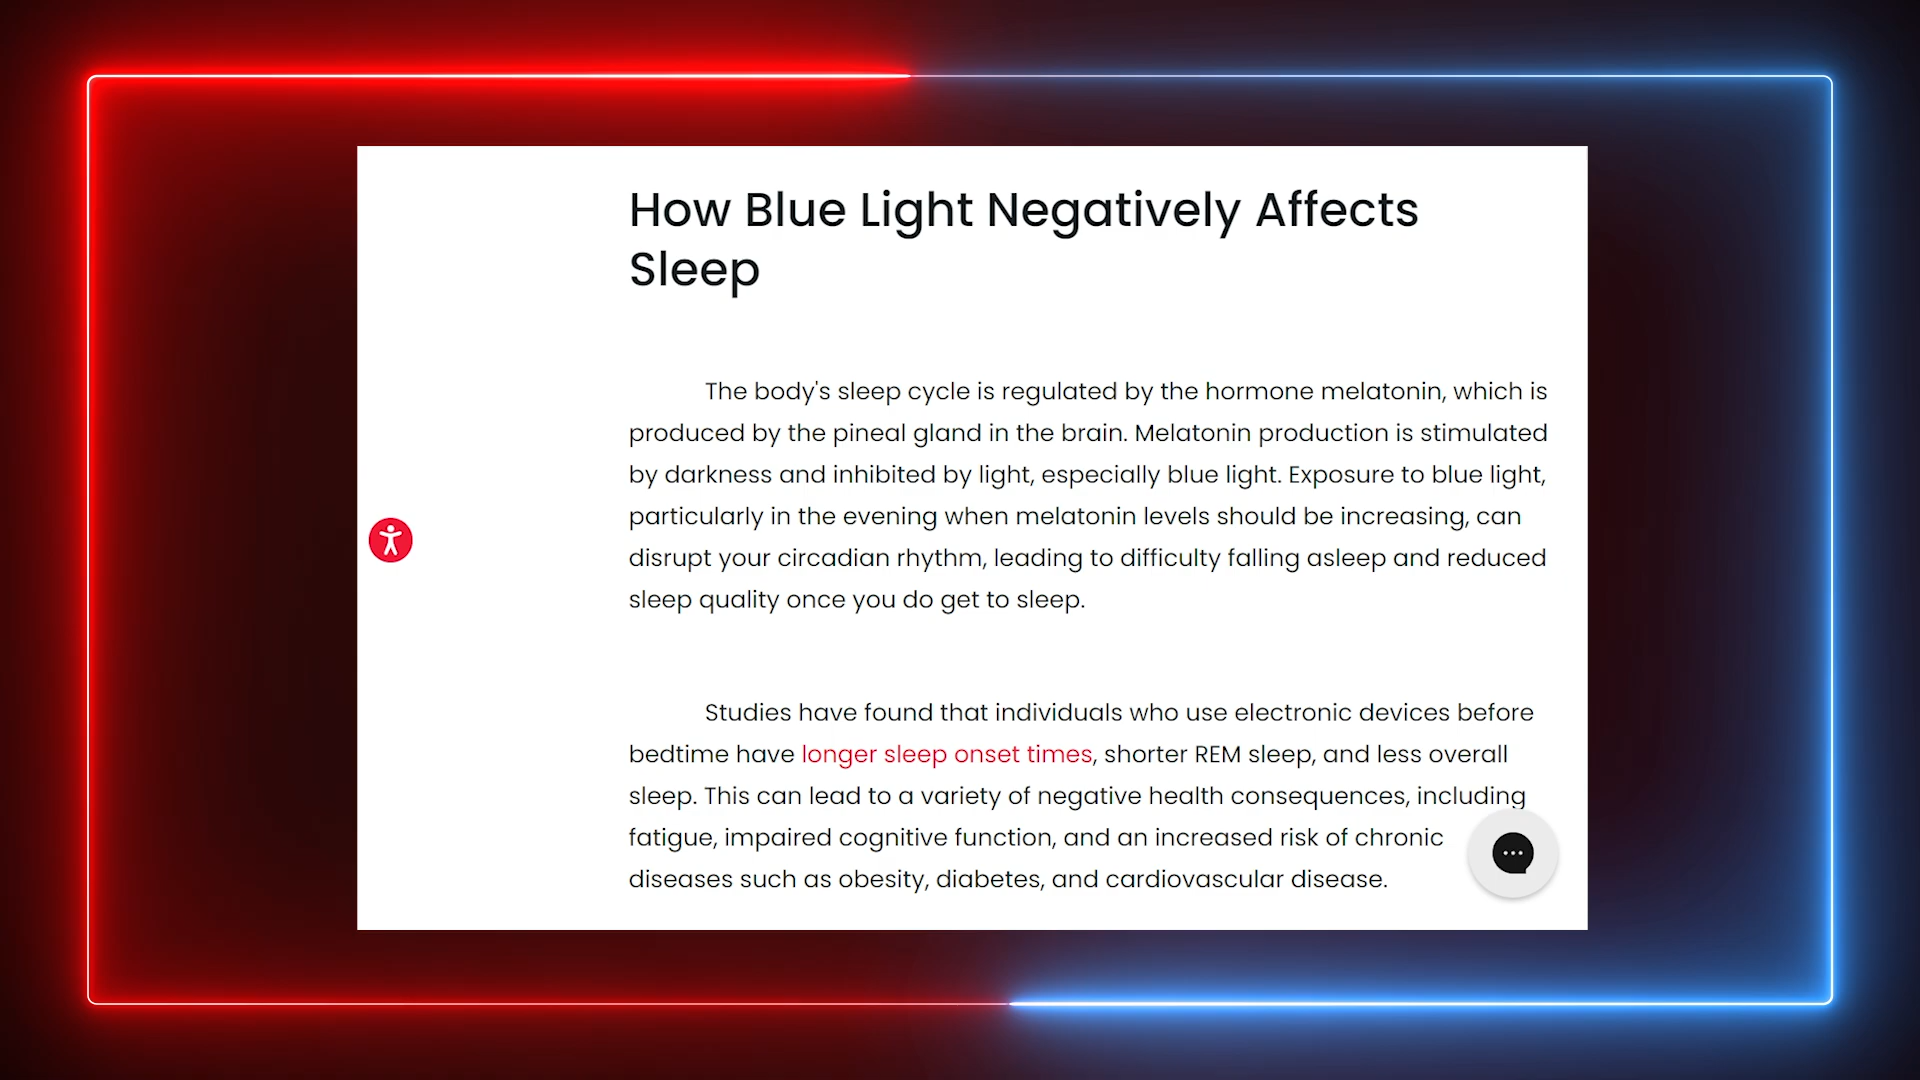 How Blue Light Negatively Affects
Sleep
The body's sleep cycle is regulated by the hormone melatonin, which is
produced by the pineal gland in the brain. Melatonin production is stimulated
by darkness and inhibited by light, especially blue light. Exposure to blue light,
particularly in the evening when melatonin levels should be increasing, can
disrupt your circadian rhythm, leading to difficulty falling asleep and reduced
sleep quality once you do get to sleep.
Studies have found that individuals who use electronic devices before
bedtime have longer sleep onset times, shorter REM sleep, and less overall
sleep. This can lead to a variety of negative health consequences, including
fatigue, impaired cognitive function, and an increased risk of chronic
diseases such as obesity, diabetes, and cardiovascular disease.